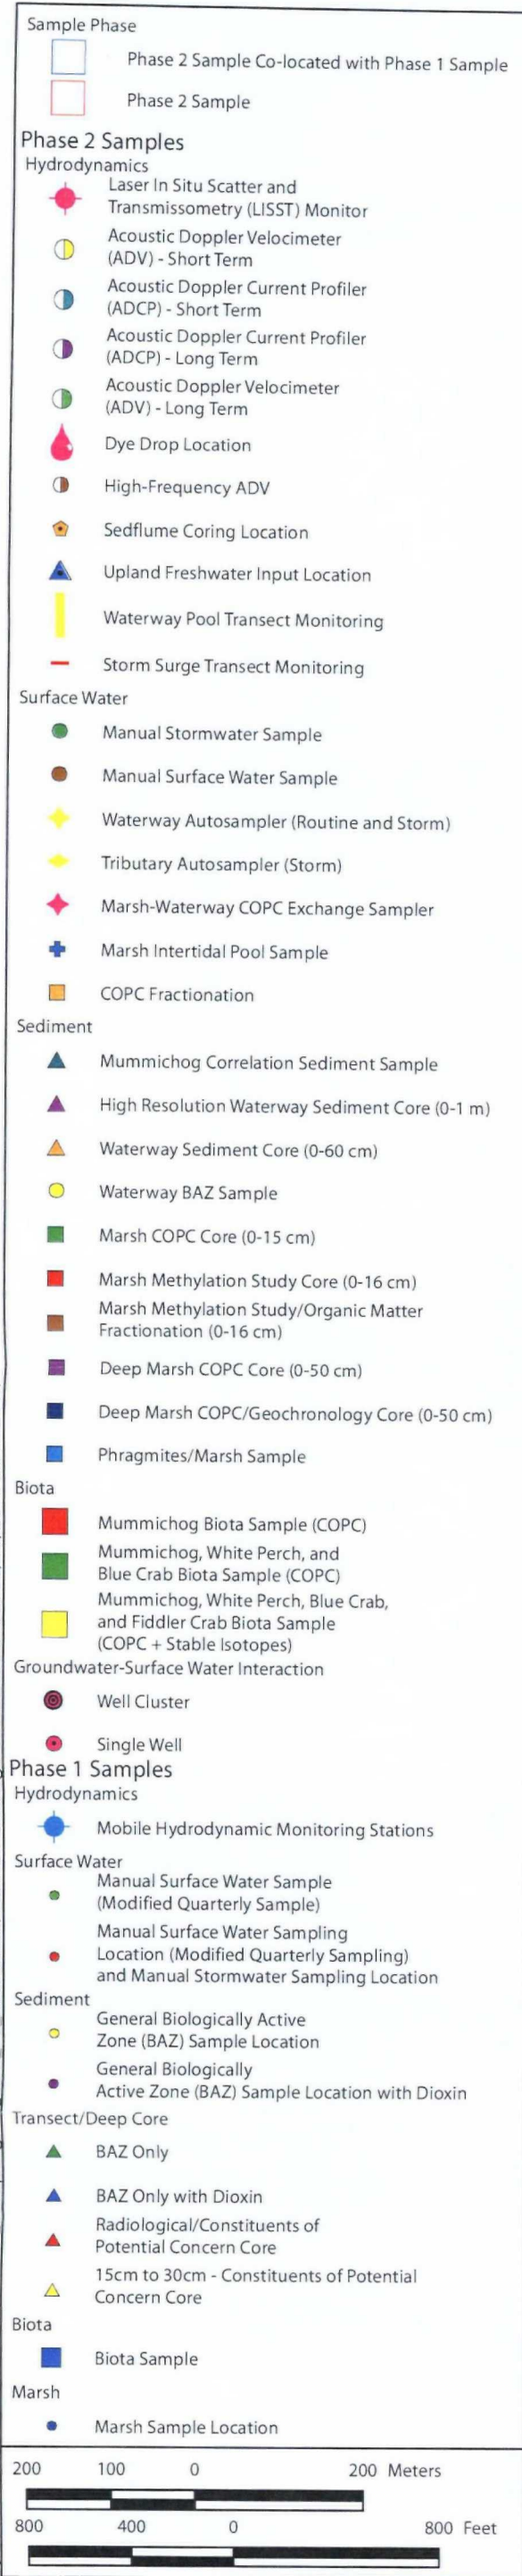 Sample Phase
Phase 2 Sample Co-located with Phase 1 Sample
Phase 2 Sample
Phase 2 Samples
Hydrodynamics
Laser In Situ Scatter and
Transmissometry (LISST) Monitor
Acoustic Doppler Velocimeter
(ADV) - Short Term
Acoustic Doppler Current Profiler
(ADCP) - Short Term
Acoustic Doppler Current Profiler
(ADCP) - Long Term
Acoustic Doppler Velocimeter
(ADV) - Long Term
Dye Drop Location
High-Frequency ADV
Sedflume Coring Location
Upland Freshwater Input Location
Waterway Pool Transect Monitoring
Storm Surge Transect Monitoring
Surface Water
Manual Stormwater Sample
Manual Surface Water Sample
Waterway Autosampler (Routine and Storm)
Tributary Autosampler (Storm)
Marsh-Waterway COPC Exchange Sampler
Marsh Intertidal Pool Sample
COPC Fractionation
Sediment
Mummichog Correlation Sediment Sample
High Resolution Waterway Sediment Core (0-1 m)
Waterway Sediment Core (0-60 cm)
Waterway BAZ Sample
Marsh COPC Core (0-15 cm)
Marsh Methylation Study Core (0-16 cm)
Marsh Methylation Study/Organic Matter
Fractionation (0-16 cm)
Deep Marsh COPC Core (0-50 cm)
Deep Marsh COPC/Geochronology Core (0-50 cm)
Phragmites/Marsh Sample
Biota
Mummichog Biota Sample (COPC)
Mummichog, White Perch, and
Blue Crab Biota Sample (COPC)
Mummichog, White Perch, Blue Crab,
and Fiddler Crab Biota Sample
(COPC + Stable Isotopes)
Groundwater-Surface Water Interaction
Well Cluster
Single Well
Phase 1 Samples
Hydrodynamics
Mobile Hydrodynamic Monitoring Stations
Surface Water
Manual Surface Water Sample
(Modified Quarterly Sample)
Manual Surface Water Sampling
Location (Modified Quarterly Sampling)
and Manual Stormwater Sampling Location
Sediment
General Biologically Active
Zone (BAZ) Sample Location
General Biologically
Active Zone (BAZ) Sample Location with Dioxin
Transect/Deep Core
BAZ Only
BAZ Only with Dioxin
Radiological/Constituents of
Potential Concern Core
15cm to 30cm - Constituents of Potential
Concern Core
Biota
Biota Sample
Marsh
Marsh Sample Location
200 100 0 200 Meters
800 400 0 800 Feet